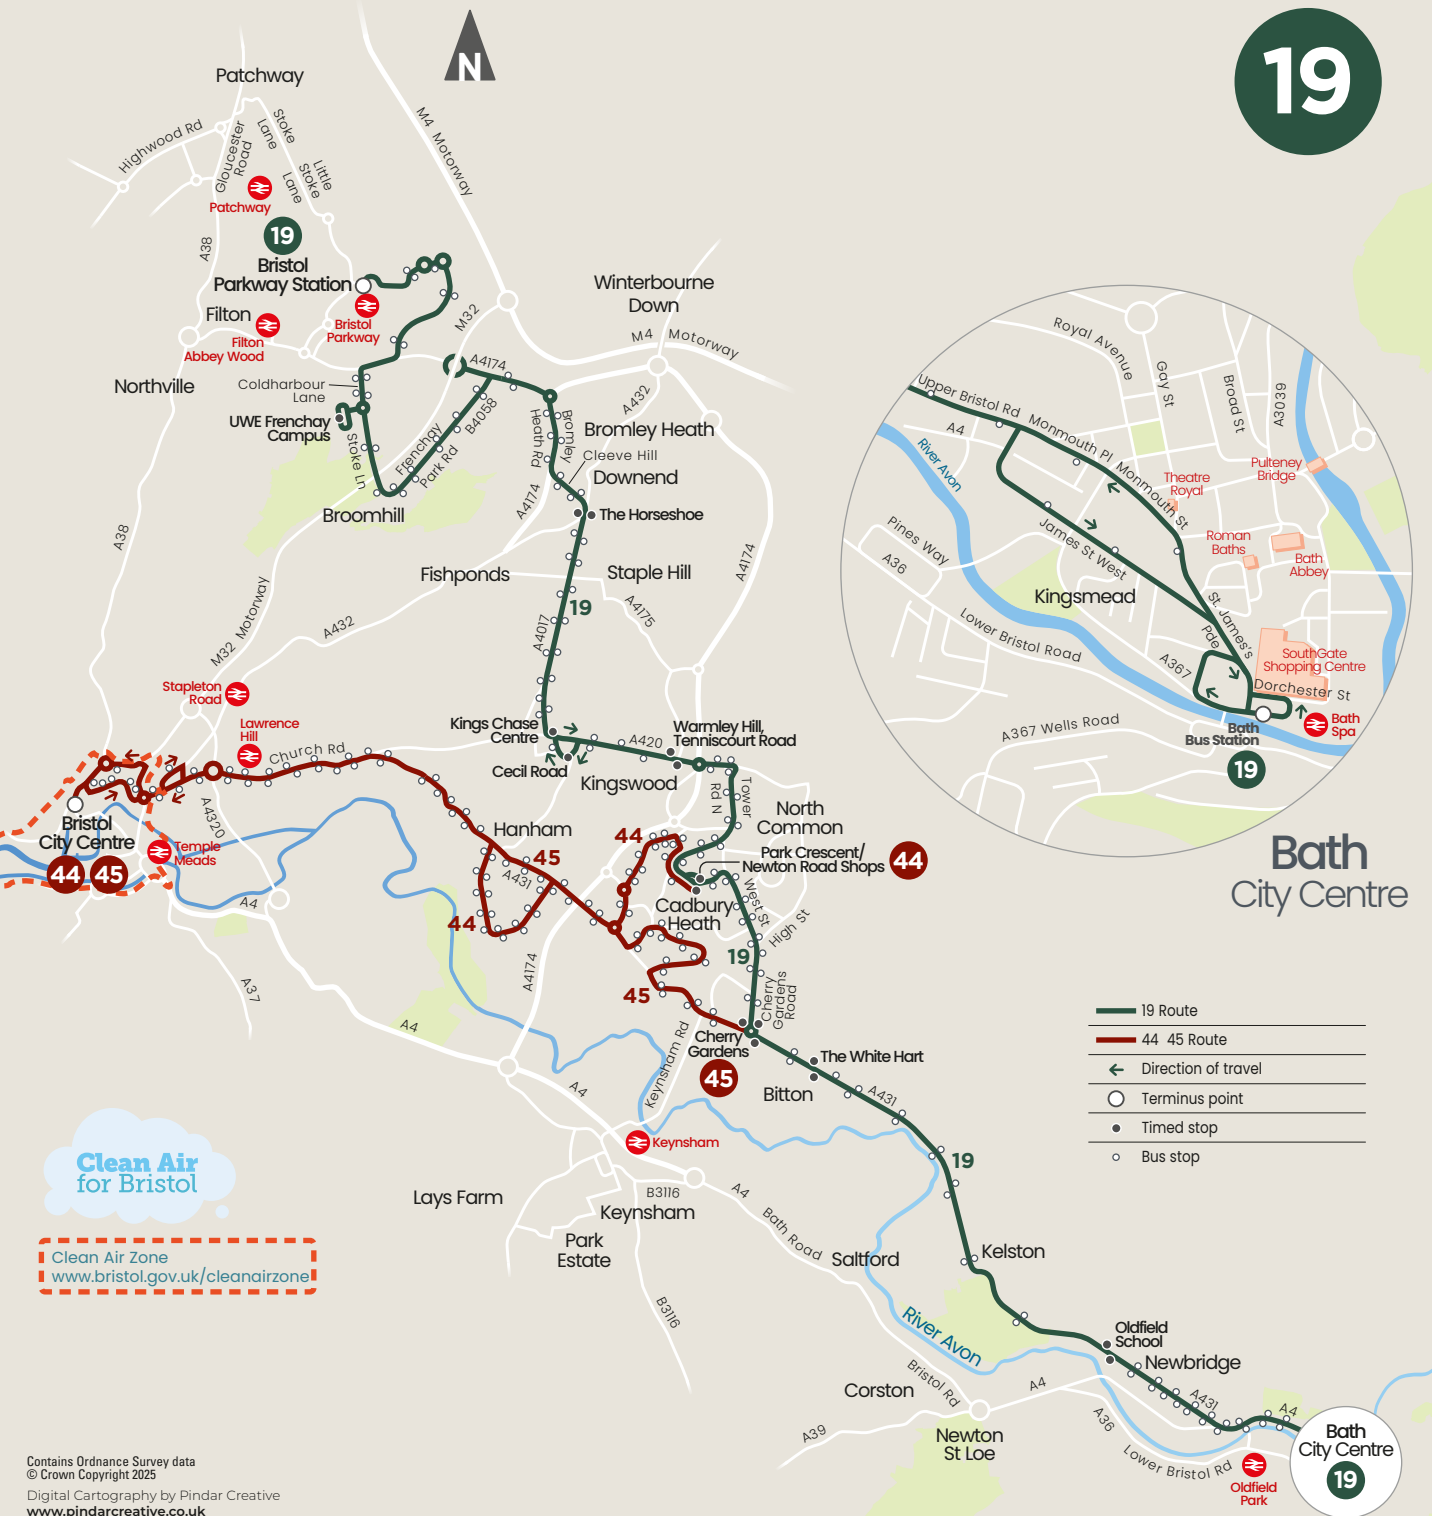 19
N
Patchway
Highwood Rd
Gloucester
Road
Stoke
Lane
Little
Stoke
Lane
M4 Motorway
Patchway
A38
19
Bristol
Parkway Station
Filton
Filton
Abbey Wood
Bristol
Parkway
M32
Winterbourne
Down
M4 Motorway
Northville
Coldharbour
Lane
UWE Frenchay
Campus
Stoke Ln
A4174
B4058
Frenchay
Park Rd
Broomhill
Bromley
Heath Rd
A432
Bromley Heath
Cleeve Hill
Downend
A4174
The Horseshoe
A38
Fishponds
Staple Hill
A4174
A4175
19
A4017
M32 Motorway
A432
Stapleton
Road
Lawrence
Hill
Church Rd
Kings Chase
Centre
Cecil Road
A420
Warmley Hill,
Tenniscourt Road
Kingswood
Tower
Rd N
North
Common
Bristol
City Centre
44
45
Temple
Meads
A4320
A4
A37
Hanham
45
A431
44
44
Park Crescent/
Newton Road Shops
44
Cadbury
Heath
West St
High St
19
A4174
45
Cherry
Gardens
Road
Cherry
Gardens
45
Keynsham Rd
The White Hart
Bitton
A431
A4
A4
Keynsham
Lays Farm
B3116
Keynsham
Park
Estate
B3116
A4
Bath Road
Saltford
19
Kelston
River Avon
Bristol Rd
Corston
A39
Newton
St Loe
A4
A36
Lower Bristol Rd
Oldfield
School
Newbridge
A431
A4
Oldfield
Park
Bath
City Centre
19
Royal Avenue
Gay St
Broad St
A3039
Upper Bristol Rd
A4
Monmouth Pl
Monmouth St
River Avon
Theatre
Royal
Pulteney
Bridge
Roman
Baths
Bath
Abbey
James St West
Pines Way
A36
Kingsmead
Lower Bristol Road
St. James's
Pde
A367
SouthGate
Shopping Centre
Dorchester St
A367 Wells Road
Bath
Bus Station
19
Bath
Spa
Bath
City Centre
19 Route
44 45 Route
Direction of travel
Terminus point
Timed stop
Bus stop
Clean Air
for Bristol
Clean Air Zone
www.bristol.gov.uk/cleanairzone
Contains Ordnance Survey data
© Crown Copyright 2025
Digital Cartography by Pindar Creative
www.pindarcreative.co.uk